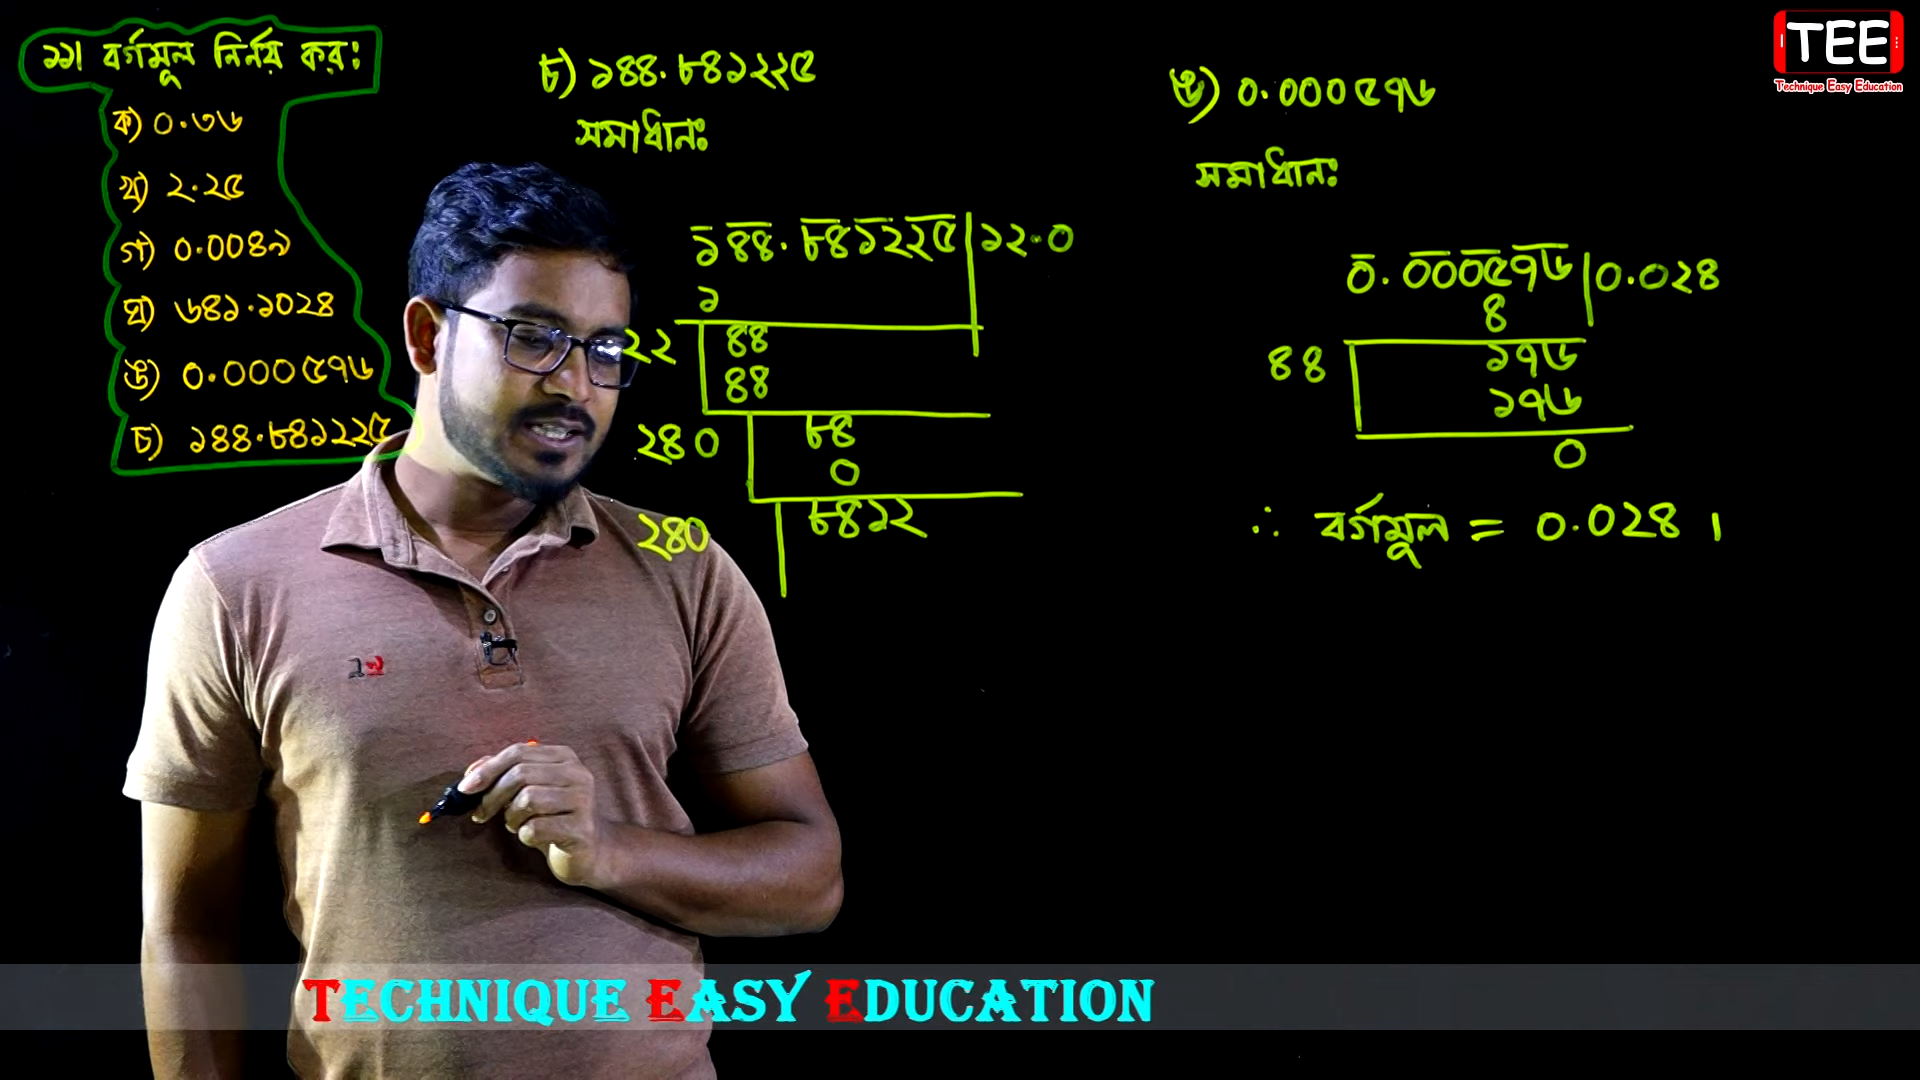 ১১। বর্গমূল নির্নয় কর:
ক) ০.৩৬
খ) ২.২৫
গ) ০.০০৪৯
ঘ) ৬৪১.১০২৪
ঙ) ০.০০০৫৭৬
চ) ১৪৪.৮৪১২২৫
চ) ১৪৪.৮৪১২২৫
সমাধানঃ
১৪৪.৮৪১২২৫ ১২.০
১
২২ ৪৪
৪৪
২৪০ ৮৪
০
২৪০ ৮৪১২
ঙ) ০.০০০৫৭৬
সমাধানঃ
০.০০০৫৭৬ ০.০২৪
৪
৪৪ ১৭৬
১৭৬
০
∴ বর্গমূল = ০.০২৪।
TEE
Technique Easy Education
TECHNIQUE EASY EDUCATION